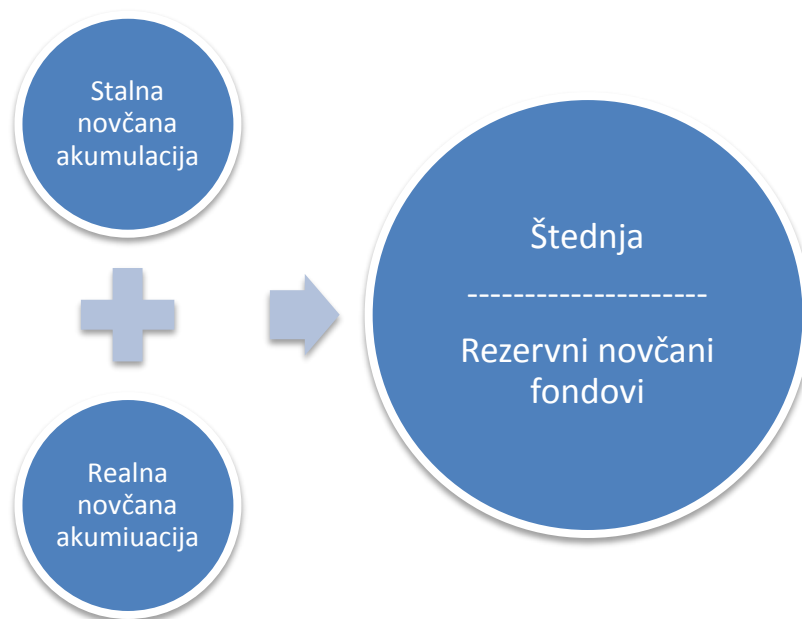 Stalna
novčana
akumulacija
Realna
novčana
akumiuacija
Štednja
---------------------
Rezervni novčani
fondovi